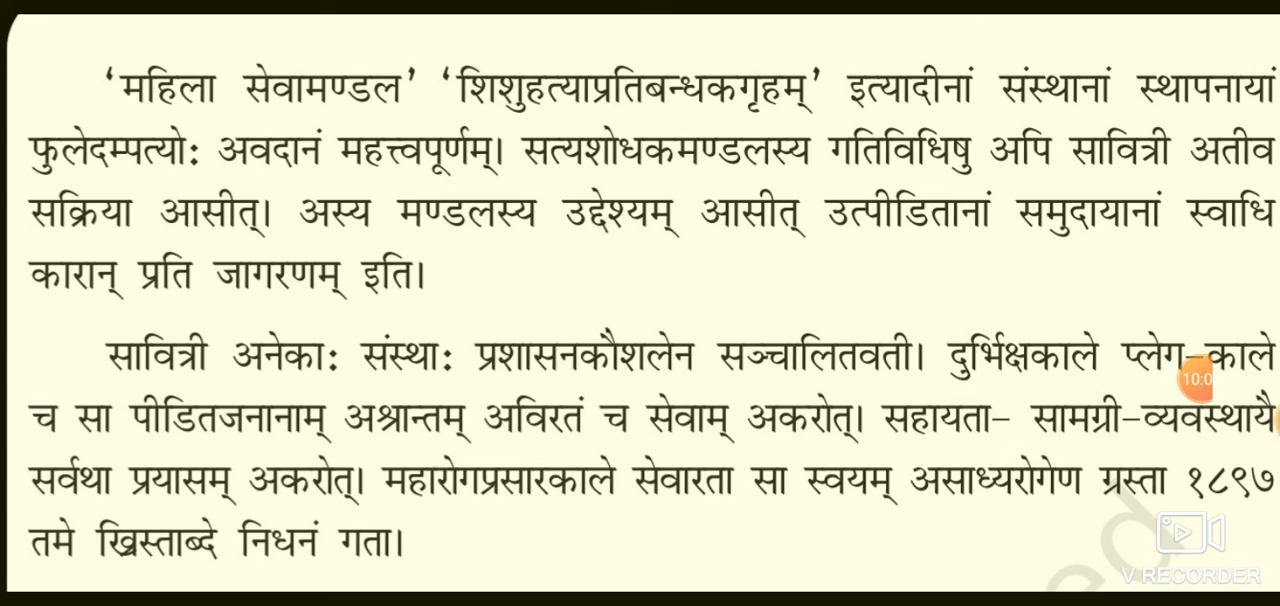 ‘महिला सेवामण्डल’ ‘शिशुहत्याप्रतिबन्धकगृहम्’ इत्यादीनां संस्थानां स्थापनायां
फुलेदम्पत्योः अवदानं महत्त्वपूर्णम्। सत्यशोधकमण्डलस्य गतिविधिषु अपि सावित्री अतीव
सक्रिया आसीत्। अस्य मण्डलस्य उद्देश्यम् आसीत् उत्पीडितानां समुदायानां स्वाधि
कारान् प्रति जागरणम् इति।
सावित्री अनेकाः संस्थाः प्रशासनकौशलेन सञ्चालितवती। दुर्भिक्षकाले प्लेग-काले
च सा पीडितजनानाम् अश्रान्तम् अविरतं च सेवाम् अकरोत्। सहायता- सामग्री-व्यवस्थायै
सर्वथा प्रयासम् अकरोत्। महारोगप्रसारकाले सेवारता सा स्वयम् असाध्यरोगेण ग्रस्ता १८९७
तमे ख्रिस्ताब्दे निधनं गता।
10:0
ed
V RECORDER